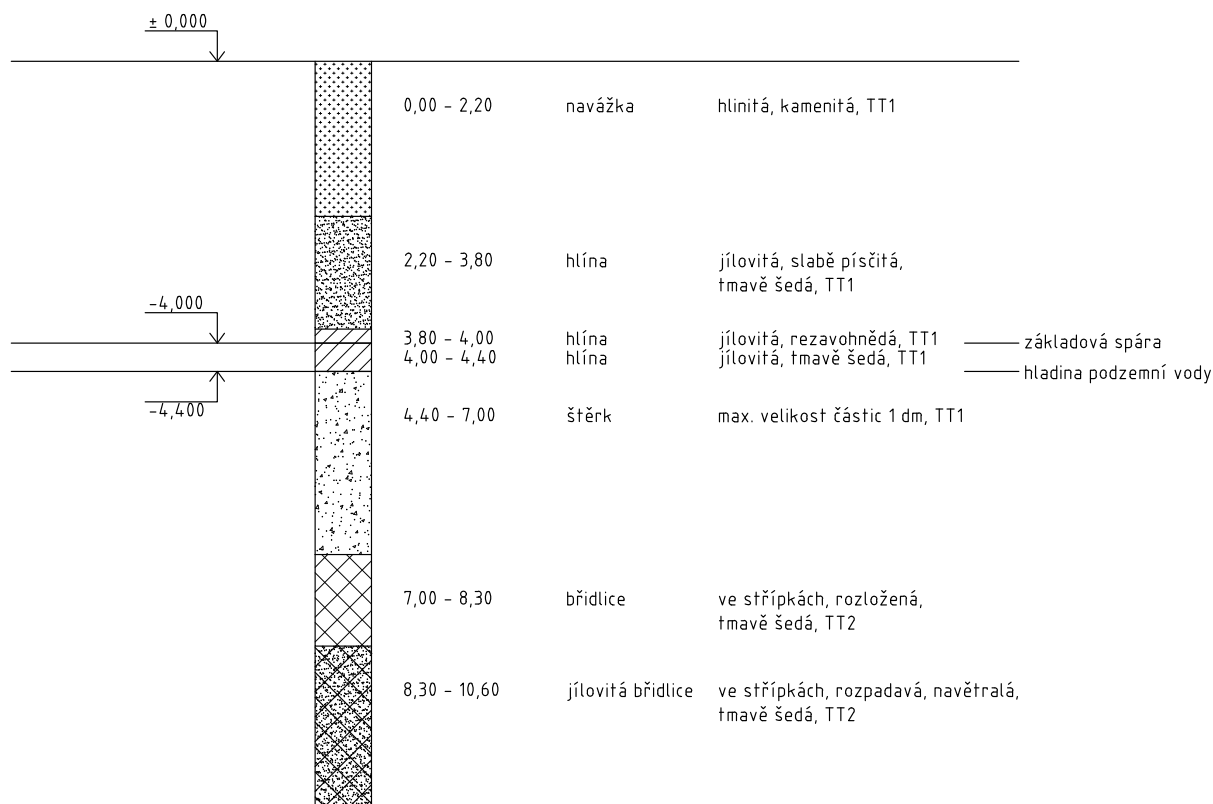 ± 0,000
0,00 - 2,20 navážka hlinitá, kamenitá, TT1
2,20 - 3,80 hlína jílovitá, slabě písčitá,
tmavě šedá, TT1
-4,000
3,80 - 4,00 hlína jílovitá, rezavohnědá, TT1 základová spára
4,00 - 4,40 hlína jílovitá, tmavě šedá, TT1
hladina podzemní vody
-4,400
4,40 - 7,00 štěrk max. velikost částic 1 dm, TT1
7,00 - 8,30 břidlice ve střípkách, rozložená,
tmavě šedá, TT2
8,30 - 10,60 jílovitá břidlice ve střípkách, rozpadavá, navětralá,
tmavě šedá, TT2